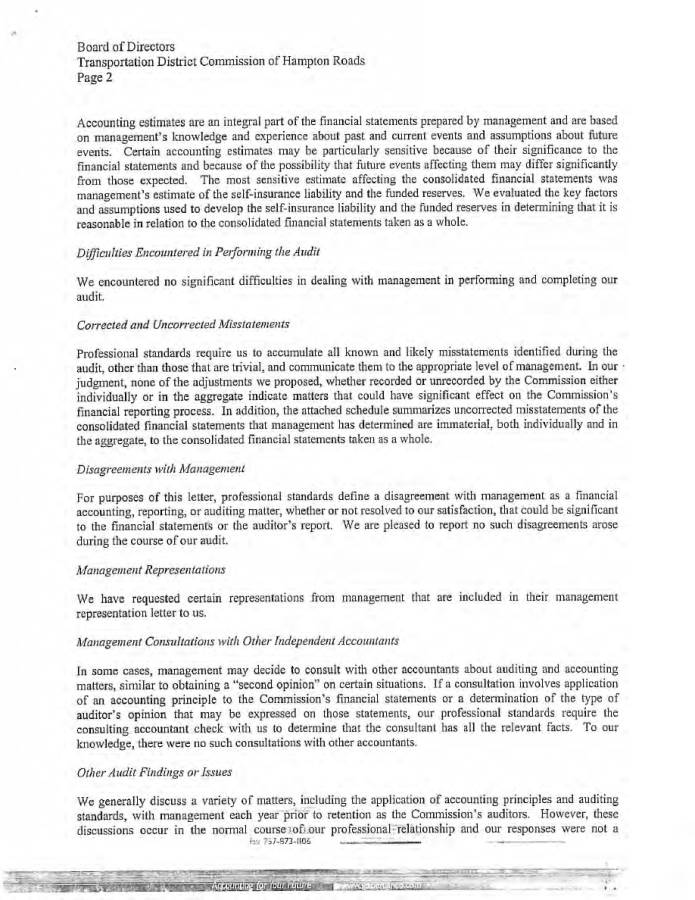 Board of Directors
Transportation District Commission of Hampton Roads
Page 2
Accounting estimates are an integral part of the financial statements prepared by management and are based
on management's knowledge and experience about past and current events and assumptions about future
events. Certain accounting estimates may be particularly sensitive because of their significance to the
financial statements and because of the possibility that future events affecting them may differ significantly
from those expected. The most sensitive estimate affecting the consolidated financial statements was
management's estimate of the self-insurance liability and the funded reserves. We evaluated the key factors
and assumptions used to develop the self-insurance liability and the funded reserves in determining that it is
reasonable in relation to the consolidated financial statements taken as a whole.
Difficulties Encountered in Performing the Audit
We encountered no significant difficulties in dealing with management in performing and completing our
audit.
Corrected and Uncorrected Misstatements
Professional standards require us to accumulate all known and likely misstatements identified during the
audit, other than those that are trivial, and communicate them to the appropriate level of management. In our
judgment, none of the adjustments we proposed, whether recorded or unrecorded by the Commission either
individually or in the aggregate indicate matters that could have significant effect on the Commission's
financial reporting process. In addition, the attached schedule summarizes uncorrected misstatements of the
consolidated financial statements that management has determined are immaterial, both individually and in
the aggregate, to the consolidated financial statements taken as a whole.
Disagreements with Management
For purposes of this letter, professional standards define a disagreement with management as a financial
accounting, reporting, or auditing matter, whether or not resolved to our satisfaction, that could be significant
to the financial statements or the auditor's report. We are pleased to report no such disagreements arose
during the course of our audit.
Management Representations
We have requested certain representations from management that are included in their management
representation letter to us.
Management Consultations with Other Independent Accountants
In some cases, management may decide to consult with other accountants about auditing and accounting
matters, similar to obtaining a "second opinion" on certain situations. If a consultation involves application
of an accounting principle to the Commission's financial statements or a determination of the type of
auditor's opinion that may be expressed on those statements, our professional standards require the
consulting accountant check with us to determine that the consultant has all the relevant facts. To our
knowledge, there were no such consultations with other accountants.
Other Audit Findings or Issues
We generally discuss a variety of matters, including the application of accounting principles and auditing
standards, with management each year prior to retention as the Commission's auditors. However, these
discussions occur in the normal course of our professional relationship and our responses were not a
fax 757-873-1106
Accounting for Your Future